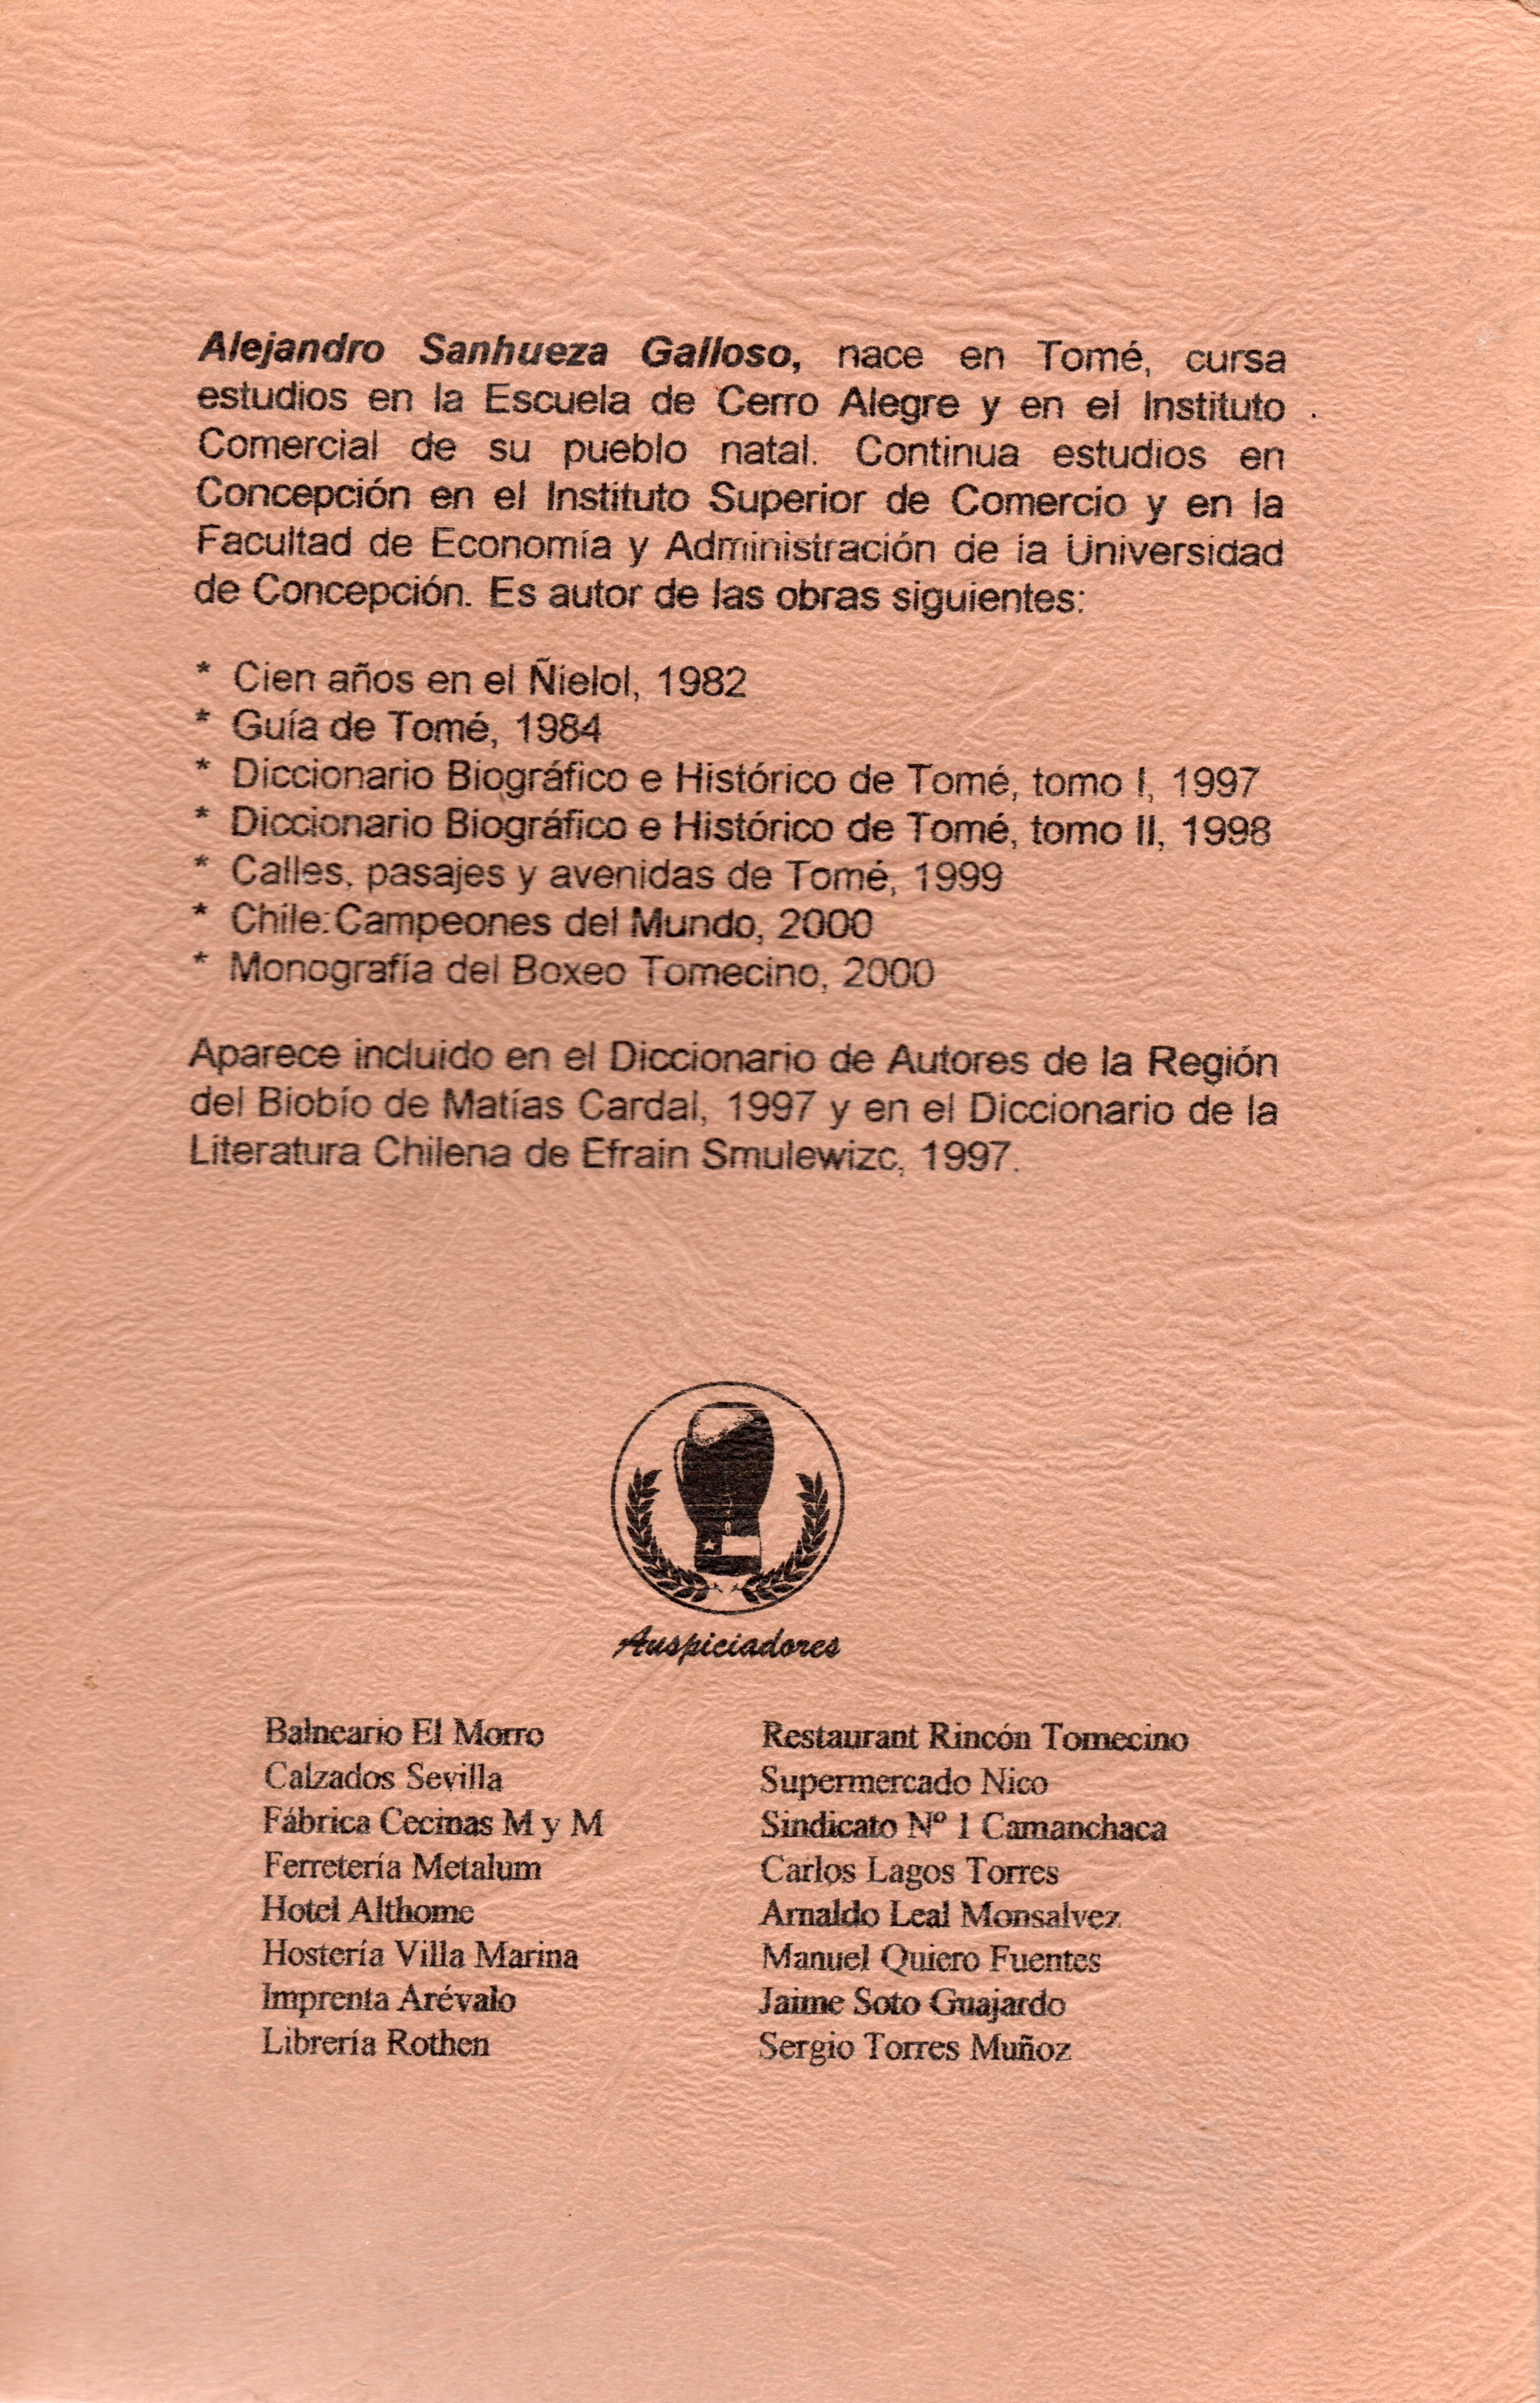 Alejandro Sanhueza Galloso, nace en Tomé, cursa
estudios en la Escuela de Cerro Alegre y en el Instituto
Comercial de su pueblo natal. Continua estudios en
Concepción en el Instituto Superior de Comercio y en la
Facultad de Economía y Administración de la Universidad
de Concepción. Es autor de las obras siguientes:
* Cien años en el Ñielol, 1982
* Guía de Tomé, 1984
* Diccionario Biográfico e Histórico de Tomé, tomo I, 1997
* Diccionario Biográfico e Histórico de Tomé, tomo II, 1998
* Calles, pasajes y avenidas de Tomé, 1999
* Chile: Campeones del Mundo, 2000
* Monografía del Boxeo Tomecino, 2000
Aparece incluido en el Diccionario de Autores de la Región
del Biobío de Matías Cardal, 1997 y en el Diccionario de la
Literatura Chilena de Efrain Smulewizc, 1997.
Auspiciadores
Balneario El Morro
Calzados Sevilla
Fábrica Cecinas M y M
Ferretería Metalum
Hotel Althome
Hostería Villa Marina
Imprenta Arévalo
Librería Rothen
Restaurant Rincón Tomecino
Supermercado Nico
Sindicato Nº 1 Camanchaca
Carlos Lagos Torres
Arnaldo Leal Monsalvez
Manuel Quiero Fuentes
Jaime Soto Guajardo
Sergio Torres Muñoz